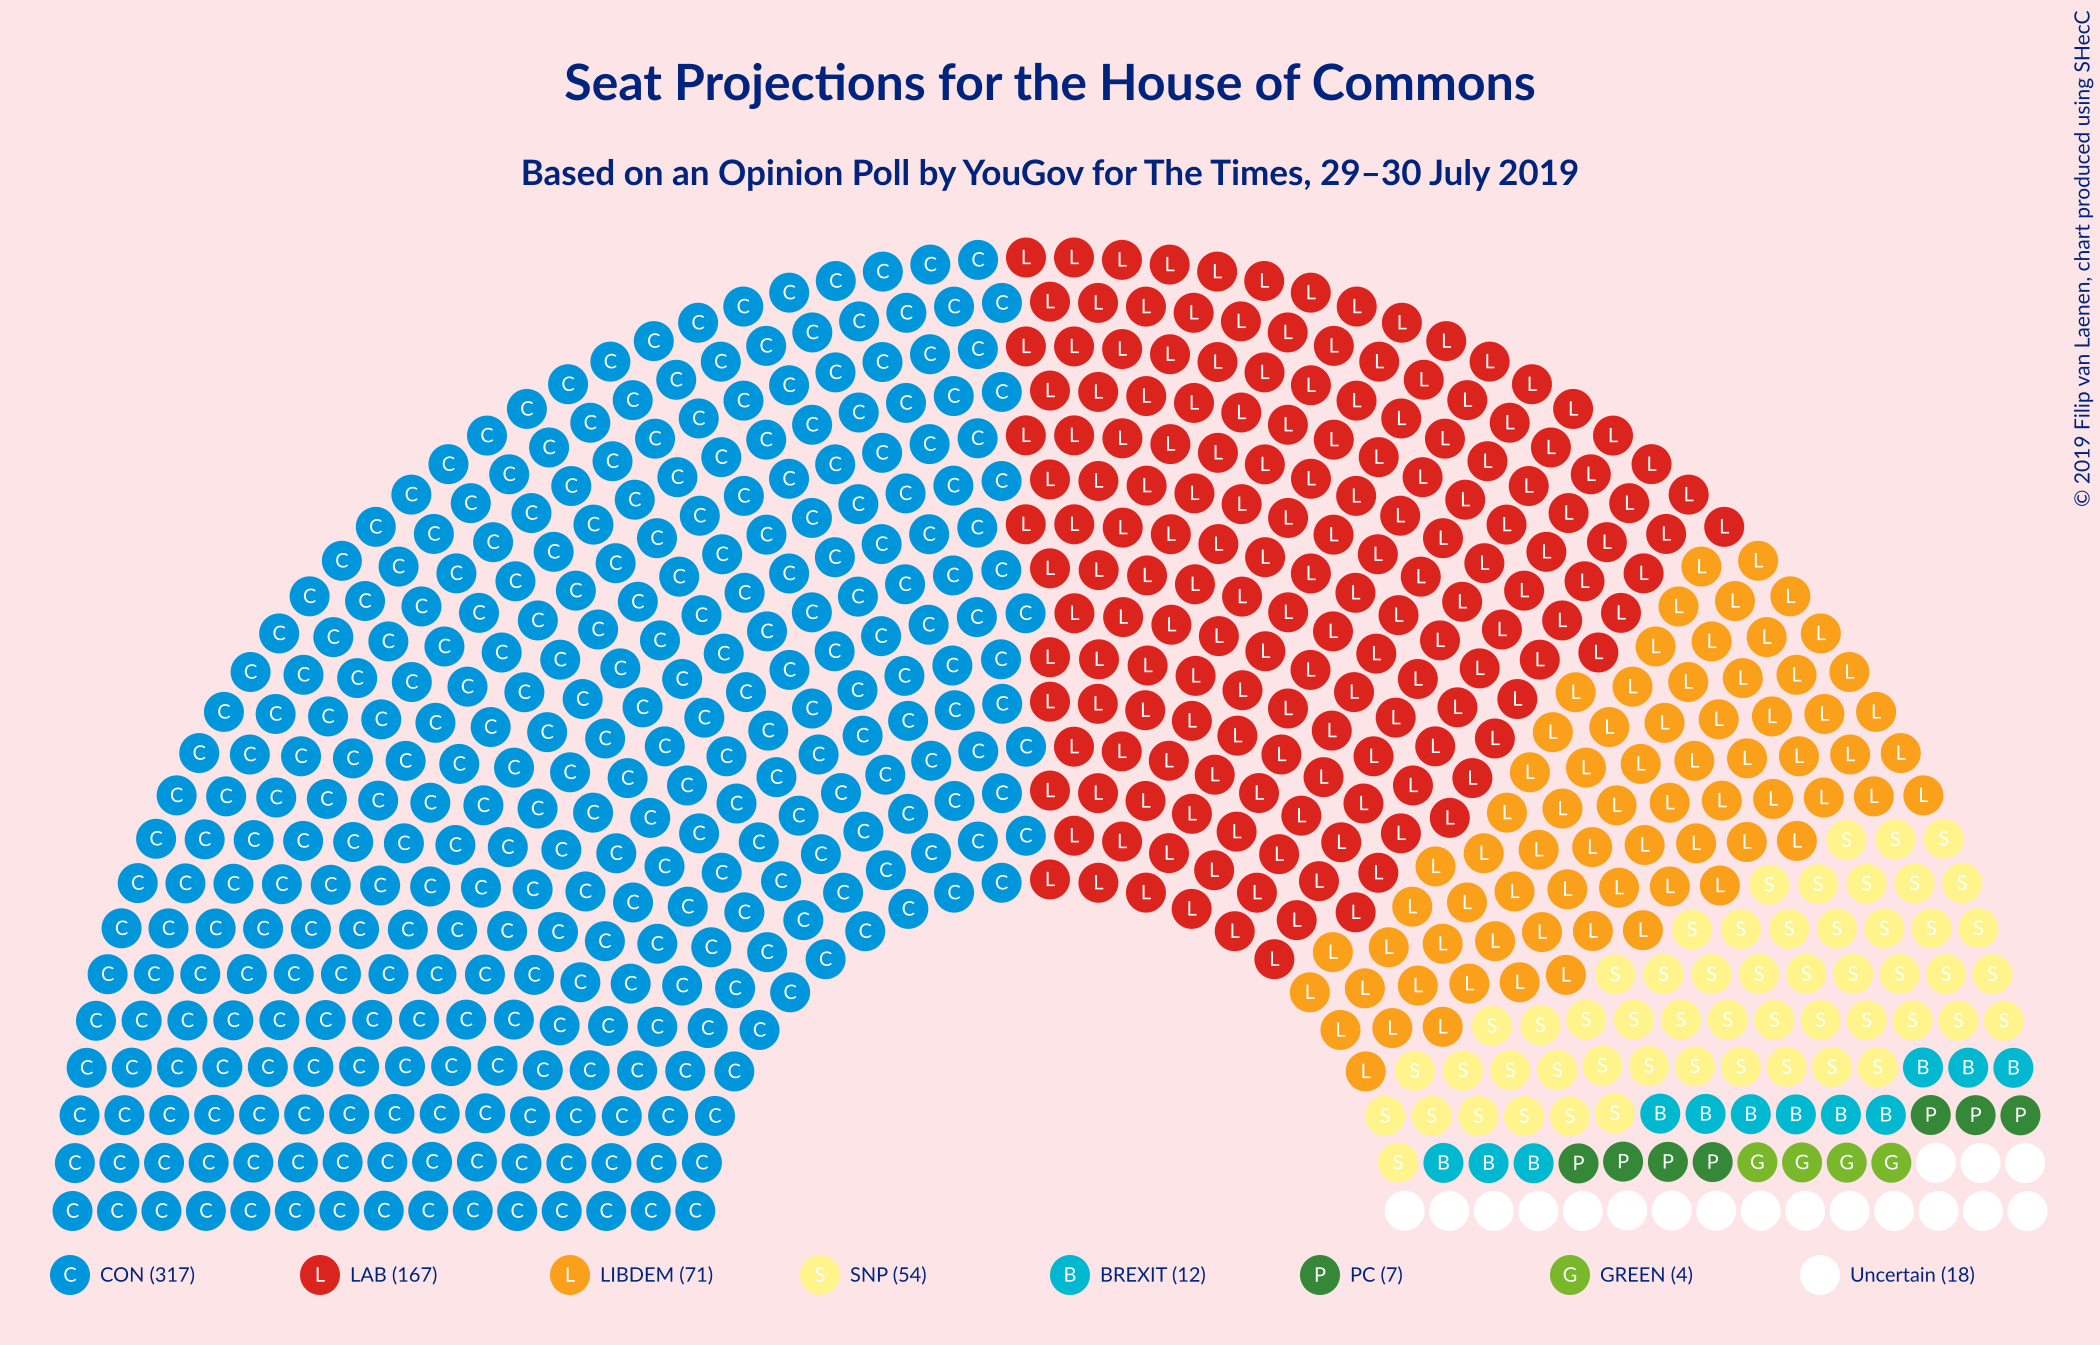 Seat Projections for the House of Commons
Based on an Opinion Poll by YouGov for The Times, 29–30 July 2019
© 2019 Filip van Laenen, chart produced using SHecC
C CON (317)
L LAB (167)
L LIBDEM (71)
S SNP (54)
B BREXIT (12)
P PC (7)
G GREEN (4)
Uncertain (18)